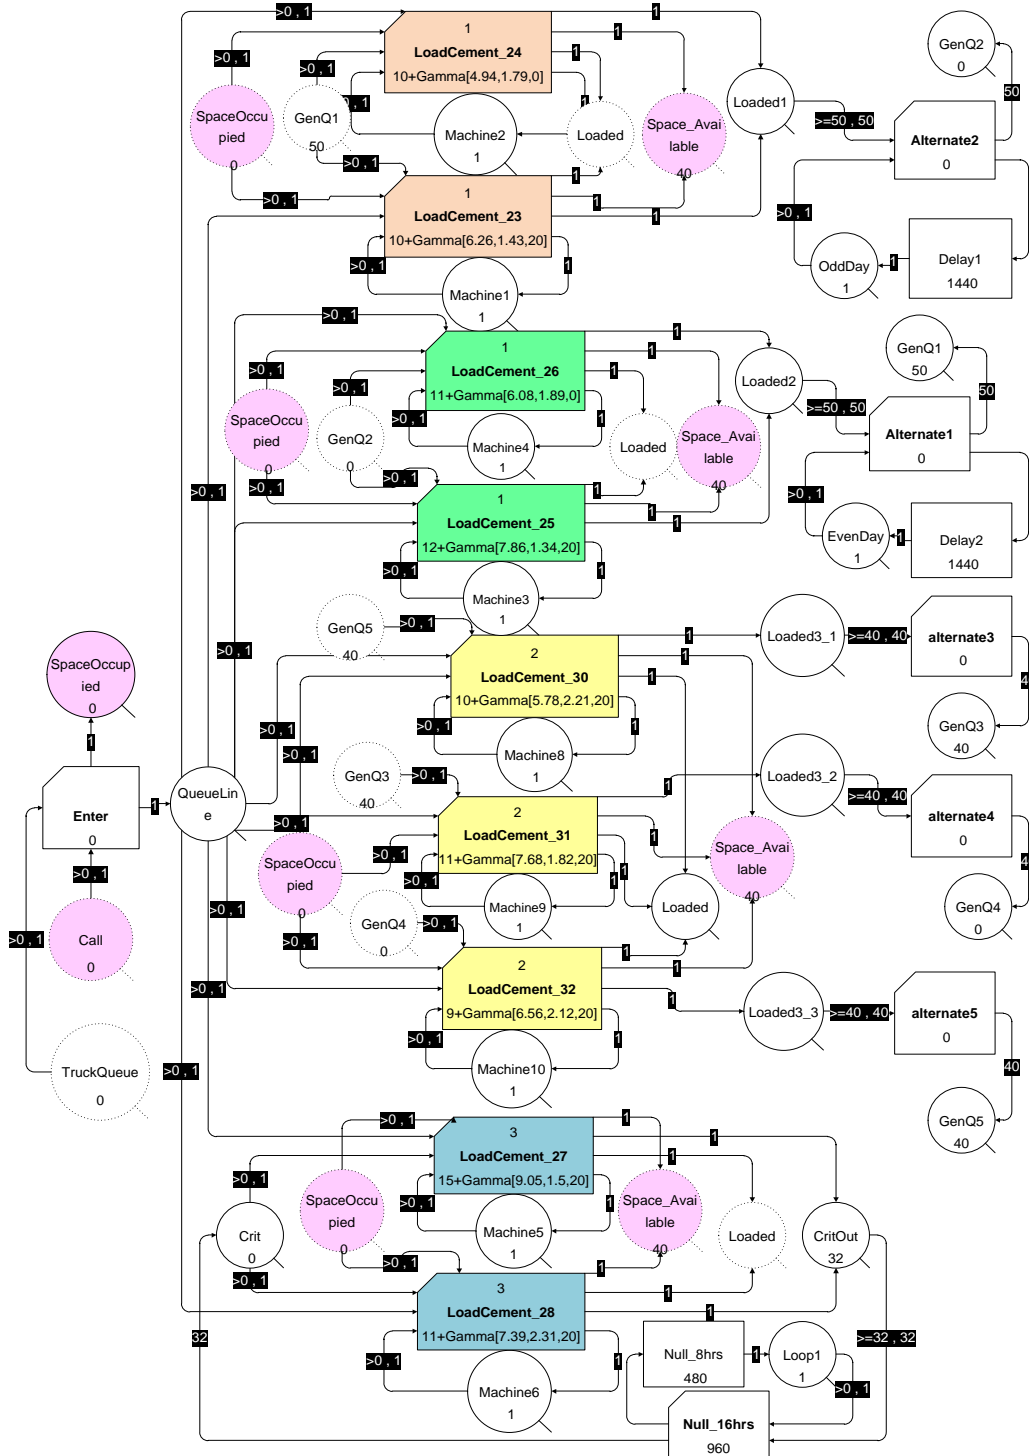 >0 , 1
1
1
1
LoadCement_24
10+Gamma[4.94,1.79,0]
>0 , 1
>0 , 1
>0 , 1
1
1
GenQ2
0
50
SpaceOccu
pied
0
GenQ1
50
Machine2
1
Loaded
Space_Avai
lable
40
Loaded1
>=50 , 50
Alternate2
0
>0 , 1
>0 , 1
1
LoadCement_23
10+Gamma[6.26,1.43,20]
1
1
1
>0 , 1
>0 , 1
>0 , 1
1
Machine1
1
>0 , 1
1
OddDay
1
Delay1
1440
>0 , 1
>0 , 1
>0 , 1
1
LoadCement_26
11+Gamma[6.08,1.89,0]
>0 , 1
1
1
1
Loaded2
GenQ1
50
50
>=50 , 50
Alternate1
0
SpaceOccu
pied
0
GenQ2
0
Machine4
1
1
Loaded
Space_Avai
lable
40
>0 , 1
>0 , 1
1
LoadCement_25
12+Gamma[7.86,1.34,20]
1
1
1
>0 , 1
>0 , 1
1
Machine3
1
>0 , 1
1
EvenDay
1
Delay2
1440
GenQ5
40
>0 , 1
2
LoadCement_30
10+Gamma[5.78,2.21,20]
1
1
1
Loaded3_1
>=40 , 40
alternate3
0
SpaceOccup
ied
0
>0 , 1
>0 , 1
>0 , 1
>0 , 1
1
Machine8
1
GenQ3
40
1
Enter
0
1
QueueLin
e
GenQ3
40
>0 , 1
2
LoadCement_31
11+Gamma[7.68,1.82,20]
1
Loaded3_2
>=40 , 40
alternate4
0
>0 , 1
>0 , 1
>0 , 1
1
1
SpaceOccu
pied
0
Machine9
1
1
1
Loaded
Space_Avai
lable
40
>0 , 1
Call
0
>0 , 1
>0 , 1
GenQ4
0
>0 , 1
>0 , 1
GenQ4
0
2
LoadCement_32
9+Gamma[6.56,2.12,20]
1
1
1
Loaded3_3
>=40 , 40
alternate5
0
>0 , 1
>0 , 1
1
Machine10
1
40
TruckQueue
0
>0 , 1
GenQ5
40
>0 , 1
3
LoadCement_27
15+Gamma[9.05,1.5,20]
1
1
1
>0 , 1
>0 , 1
1
SpaceOccu
pied
0
Crit
0
Machine5
1
Space_Avai
lable
40
Loaded
CritOut
32
>0 , 1
>0 , 1
3
LoadCement_28
11+Gamma[7.39,2.31,20]
1
1
1
32
>0 , 1
1
Machine6
1
Null_8hrs
480
1
Loop1
1
>=32 , 32
>0 , 1
Null_16hrs
960